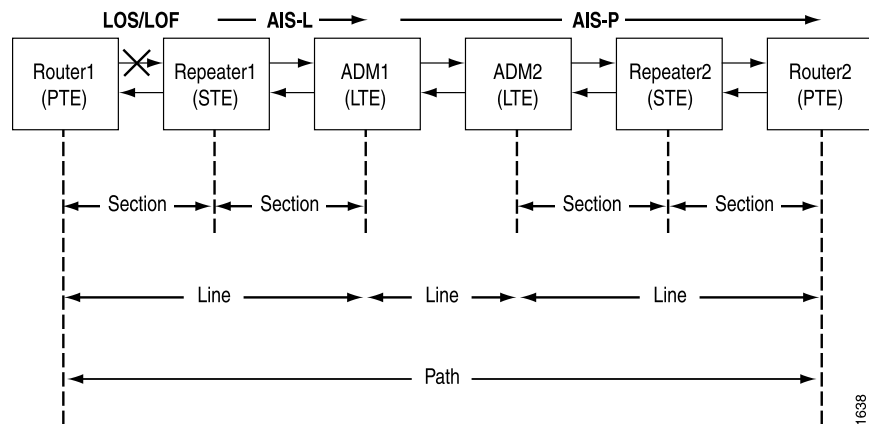 LOS/LOF AIS-L AIS-P
Router1
(PTE)
Repeater1
(STE)
ADM1
(LTE)
ADM2
(LTE)
Repeater2
(STE)
Router2
(PTE)
Section Section Section Section
Line Line Line
Path
1638